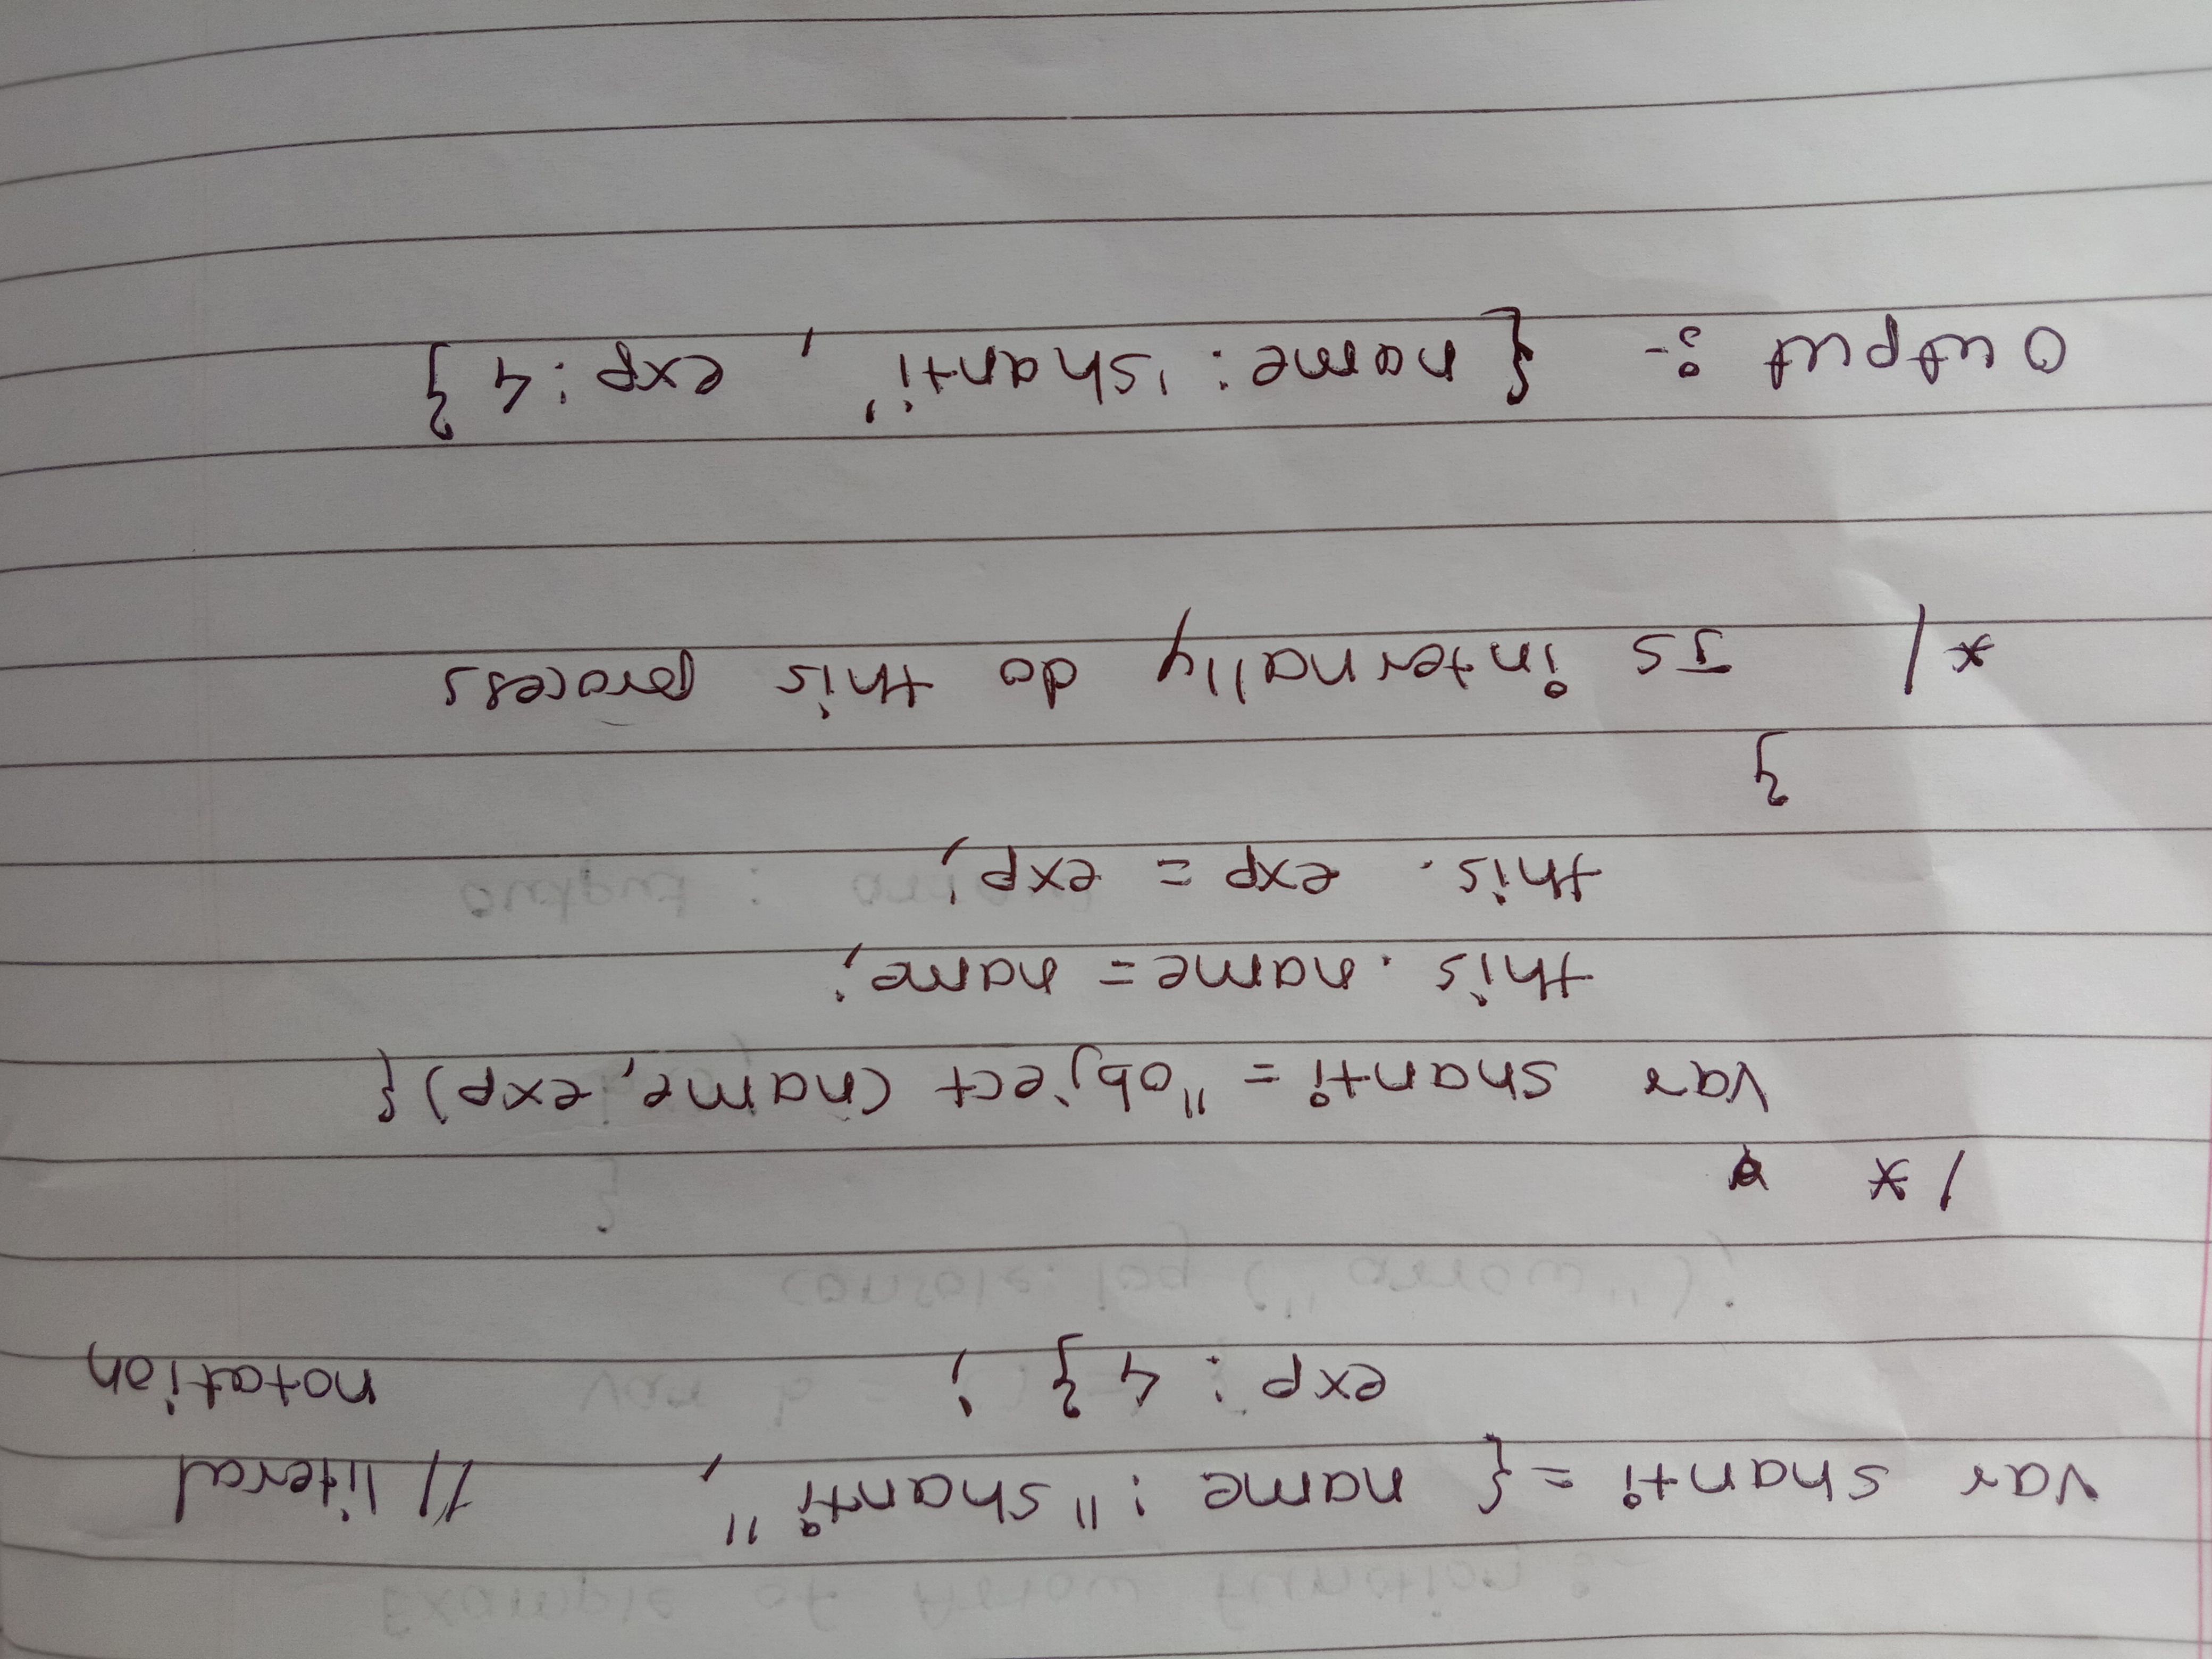 var shanti = { name : "shanti", // literal
exp : 4 } ; notation
/*
var shanti = "object (name, exp) {
this . name = name;
this . exp = exp;
}
*/ JS internally do this process
output :- { name: 'shanti', exp : 4 }